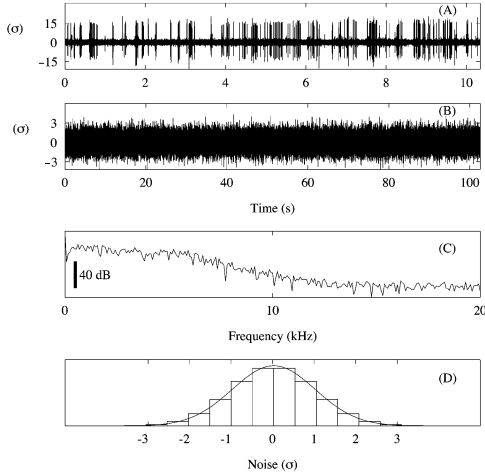 (A)
(σ)
15
0
−15
0 2 4 6 8 10
(B)
(σ)
3
0
−3
0 20 40 60 80 100
Time (s)
(C)
40 dB
0 10 20
Frequency (kHz)
(D)
-3 -2 -1 0 1 2 3
Noise (σ)